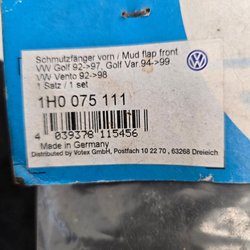 Schmutzfänger vorn / Mud flap front
VW Golf 92->97, Golf Var 94->99
VW Vento 92->98
1 Satz / 1 set
1H0 075 111
4 039378 115456
Made in Germany
Distributed by Votex GmbH, Postfach 10 22 70, 63268 Dreieich